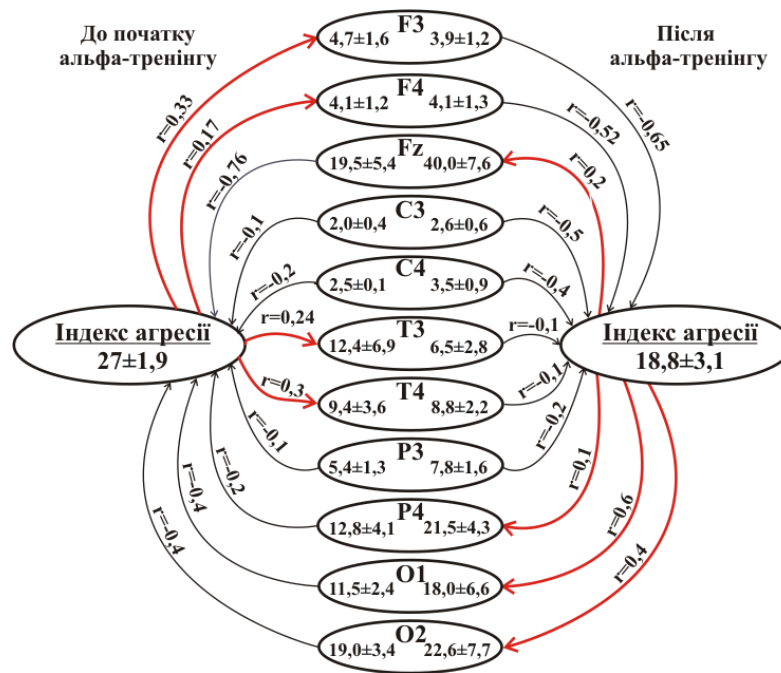 До початку
альфа-тренінгу
Після
альфа-тренінгу
F3
4,7±1,6 3,9±1,2
F4
4,1±1,2 4,1±1,3
Fz
19,5±5,4 40,0±7,6
C3
2,0±0,4 2,6±0,6
C4
2,5±0,1 3,5±0,9
T3
12,4±6,9 6,5±2,8
T4
9,4±3,6 8,8±2,2
P3
5,4±1,3 7,8±1,6
P4
12,8±4,1 21,5±4,3
O1
11,5±2,4 18,0±6,6
O2
19,0±3,4 22,6±7,7
Індекс агресії
27±1,9
Індекс агресії
18,8±3,1
r=0,33
r=0,17
r=-0,76
r=-0,1
r=-0,2
r=0,24
r=0,3
r=-0,1
r=-0,2
r=-0,4
r=-0,4
r=-0,65
r=-0,52
r=0,2
r=-0,5
r=-0,4
r=-0,1
r=-0,1
r=-0,2
r=0,1
r=0,6
r=0,4